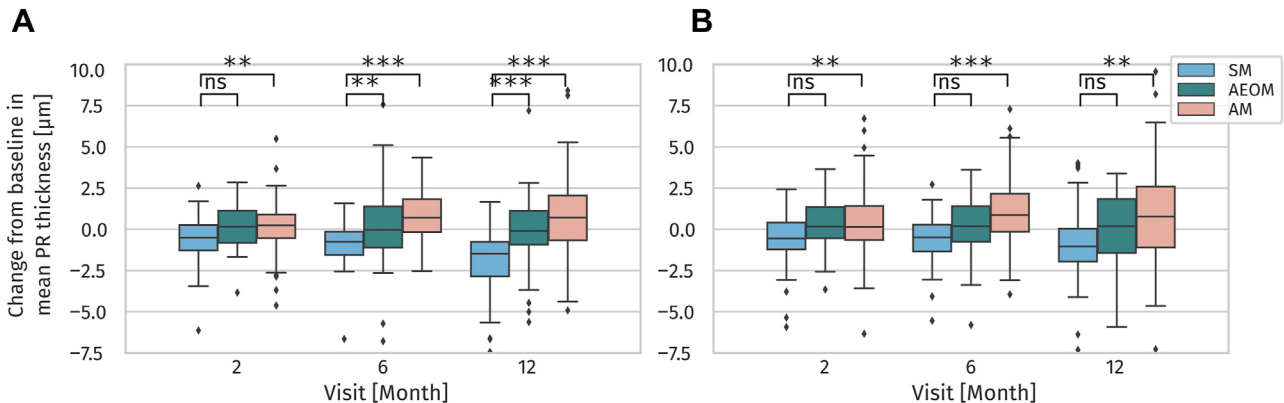 A
B
** *** ***
ns ** ***
** *** **
ns ns ns
SM
AEOM
AM
Change from baseline in
mean PR thickness [μm]
10.0
7.5
5.0
2.5
0.0
−2.5
−5.0
−7.5
2 6 12
Visit [Month]
10.0
7.5
5.0
2.5
0.0
−2.5
−5.0
−7.5
2 6 12
Visit [Month]